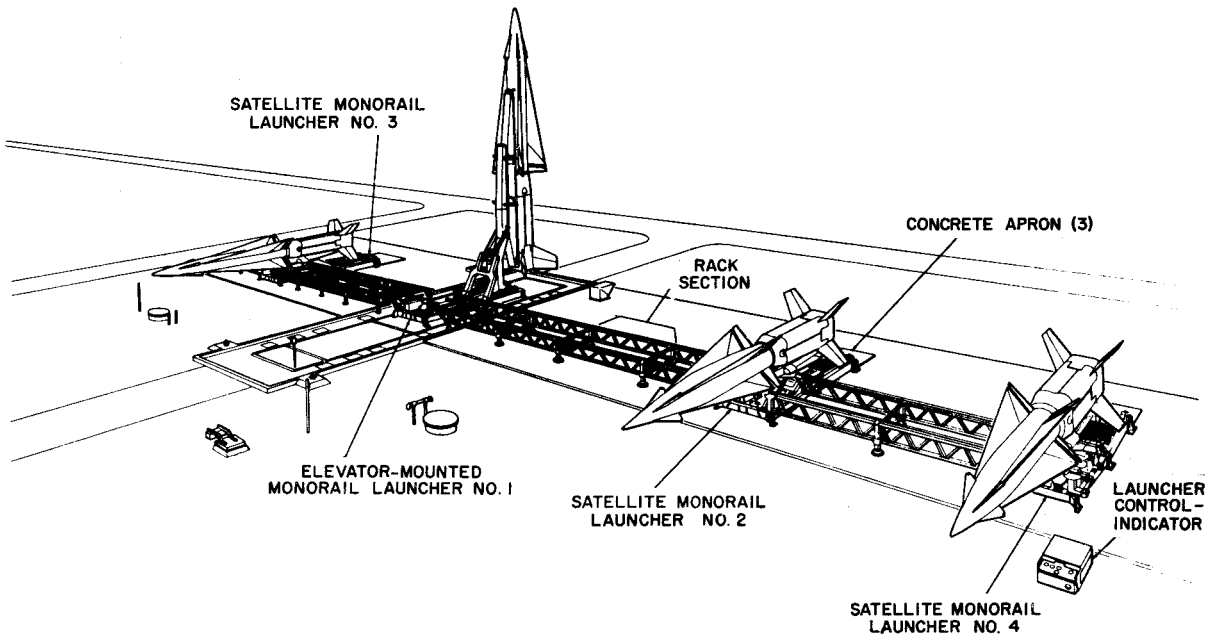 SATELLITE MONORAIL
LAUNCHER NO. 3
CONCRETE APRON (3)
RACK
SECTION
ELEVATOR-MOUNTED
MONORAIL LAUNCHER NO. 1
SATELLITE MONORAIL
LAUNCHER NO. 2
LAUNCHER
CONTROL-
INDICATOR
SATELLITE MONORAIL
LAUNCHER NO. 4